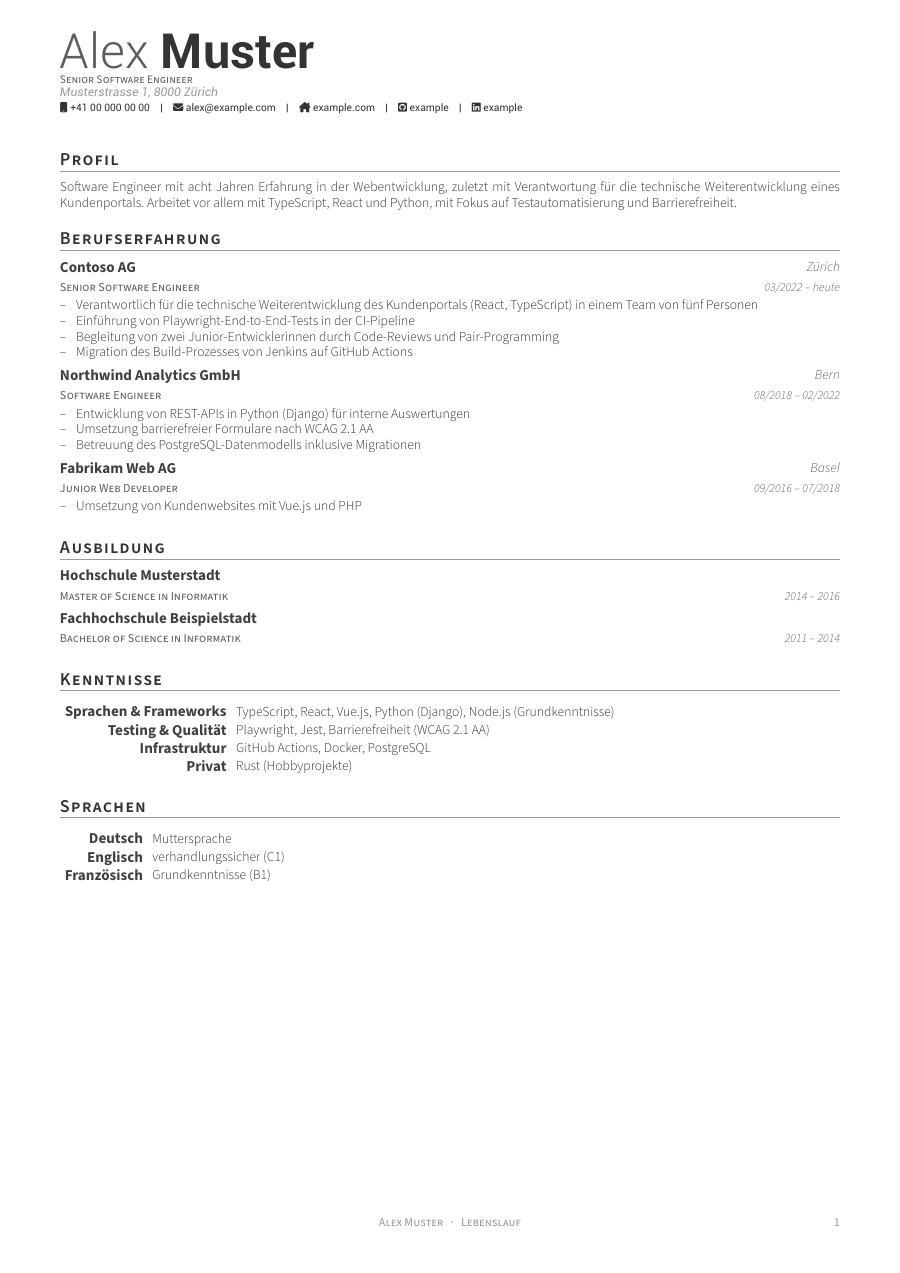 Alex Muster
Senior Software Engineer
Musterstrasse 1, 8000 Zürich
+41 00 000 00 00 | alex@example.com | example.com | example | example
Profil
Software Engineer mit acht Jahren Erfahrung in der Webentwicklung, zuletzt mit Verantwortung für die technische Weiterentwicklung eines
Kundenportals. Arbeitet vor allem mit TypeScript, React und Python, mit Fokus auf Testautomatisierung und Barrierefreiheit.
Berufserfahrung
Contoso AG Zürich
Senior Software Engineer 03/2022 – heute
– Verantwortlich für die technische Weiterentwicklung des Kundenportals (React, TypeScript) in einem Team von fünf Personen
– Einführung von Playwright-End-to-End-Tests in der CI-Pipeline
– Begleitung von zwei Junior-Entwicklerinnen durch Code-Reviews und Pair-Programming
– Migration des Build-Prozesses von Jenkins auf GitHub Actions
Northwind Analytics GmbH Bern
Software Engineer 08/2018 – 02/2022
– Entwicklung von REST-APIs in Python (Django) für interne Auswertungen
– Umsetzung barrierefreier Formulare nach WCAG 2.1 AA
– Betreuung des PostgreSQL-Datenmodells inklusive Migrationen
Fabrikam Web AG Basel
Junior Web Developer 09/2016 – 07/2018
– Umsetzung von Kundenwebsites mit Vue.js und PHP
Ausbildung
Hochschule Musterstadt
Master of Science in Informatik 2014 – 2016
Fachhochschule Beispielstadt
Bachelor of Science in Informatik 2011 – 2014
Kenntnisse
Sprachen & Frameworks TypeScript, React, Vue.js, Python (Django), Node.js (Grundkenntnisse)
Testing & Qualität Playwright, Jest, Barrierefreiheit (WCAG 2.1 AA)
Infrastruktur GitHub Actions, Docker, PostgreSQL
Privat Rust (Hobbyprojekte)
Sprachen
Deutsch Muttersprache
Englisch verhandlungssicher (C1)
Französisch Grundkenntnisse (B1)
Alex Muster · Lebenslauf 1